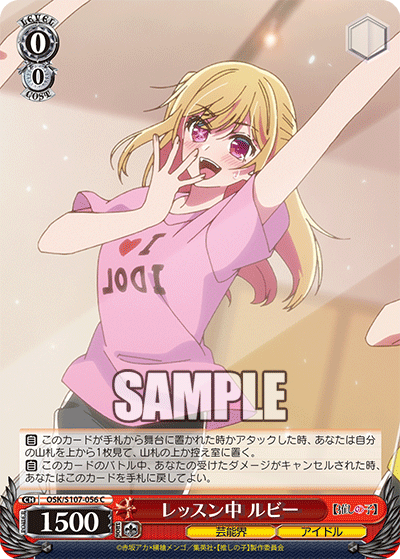 LEVEL
0
0
COST
I ♥
IDOL
SAMPLE
【自】このカードが手札から舞台に置かれた時かアタックした時、あなたは自分
の山札を上から1枚見て、山札の上か控え室に置く。
【自】このカードのバトル中、あなたの受けたダメージがキャンセルされた時、
あなたはこのカードを手札に戻してよい。
CH OSK/S107-056 C
1500
レッスン中 ルビー
【推しの子】
芸能界
アイドル
©赤坂アカ×横槍メンゴ/集英社・【推しの子】製作委員会